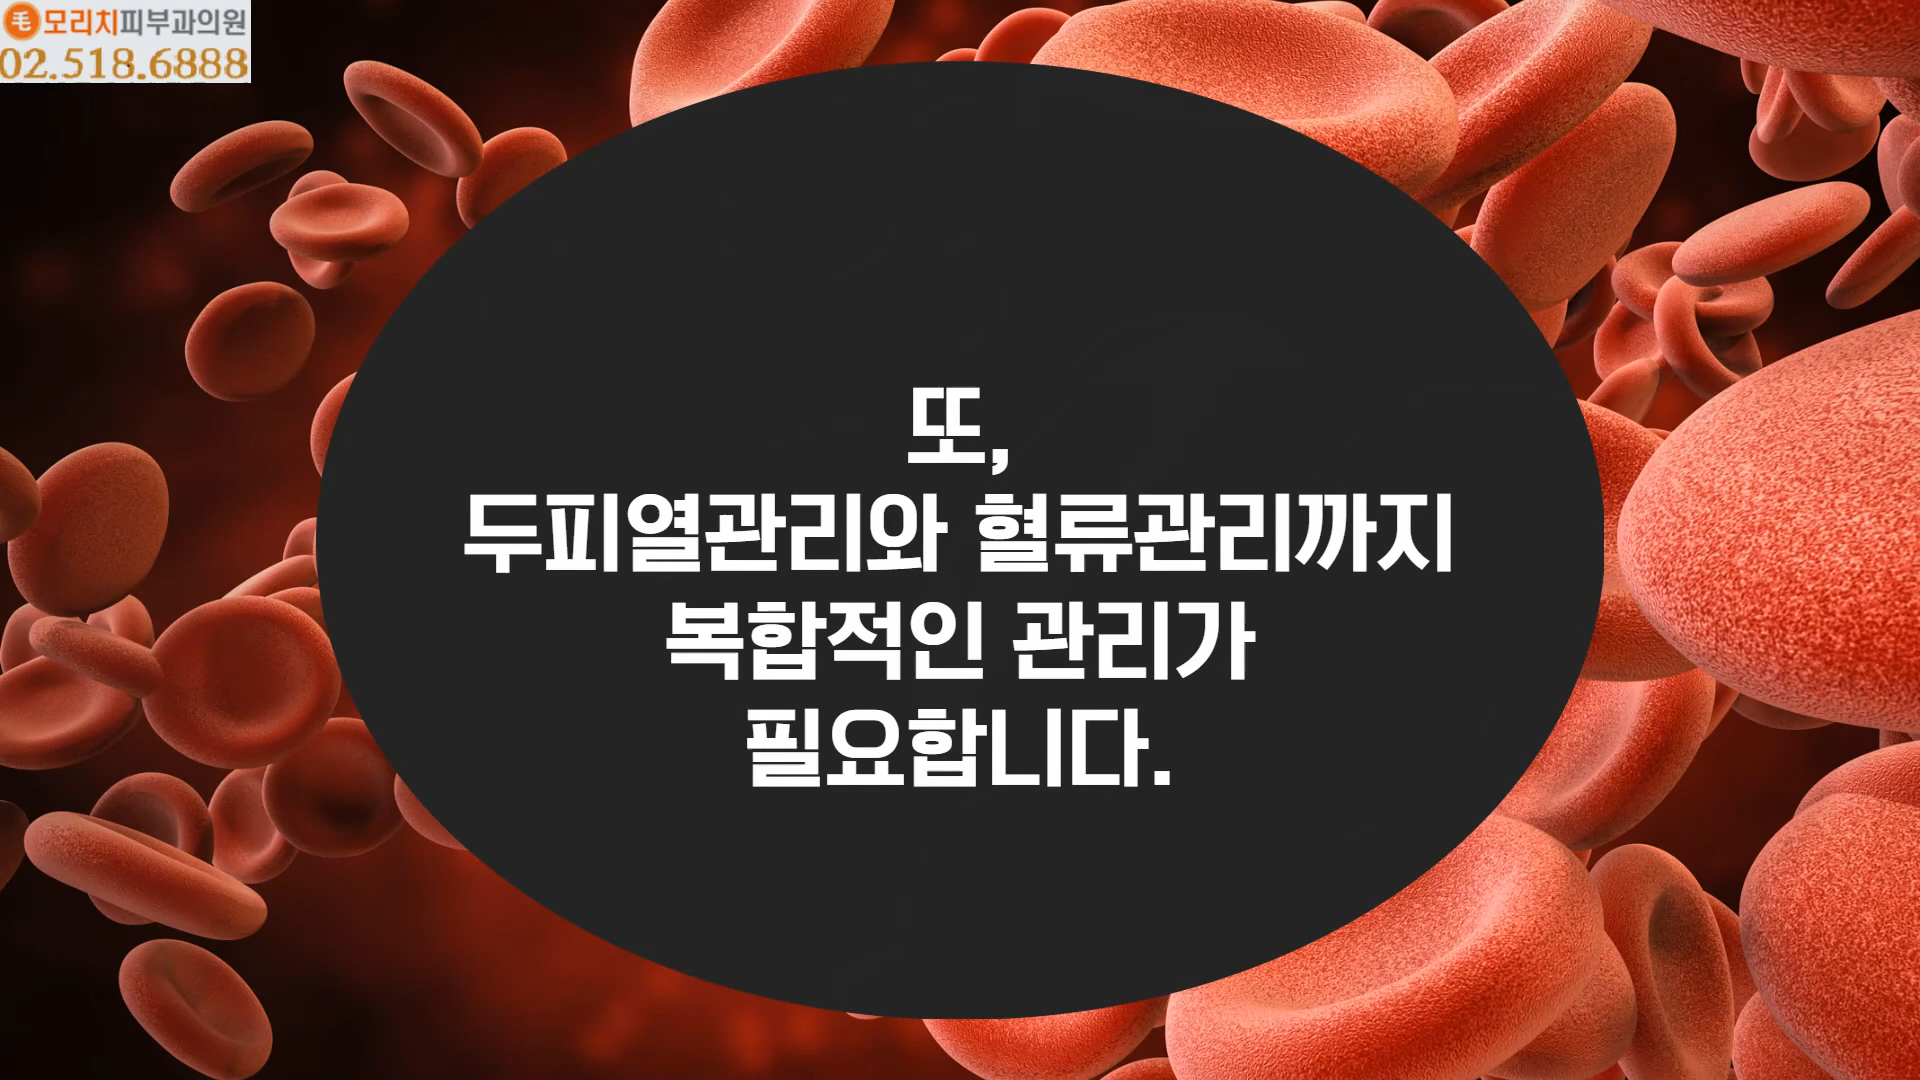 毛 모리치피부과의원
02.518.6888
또,
두피열관리와 혈류관리까지
복합적인 관리가
필요합니다.